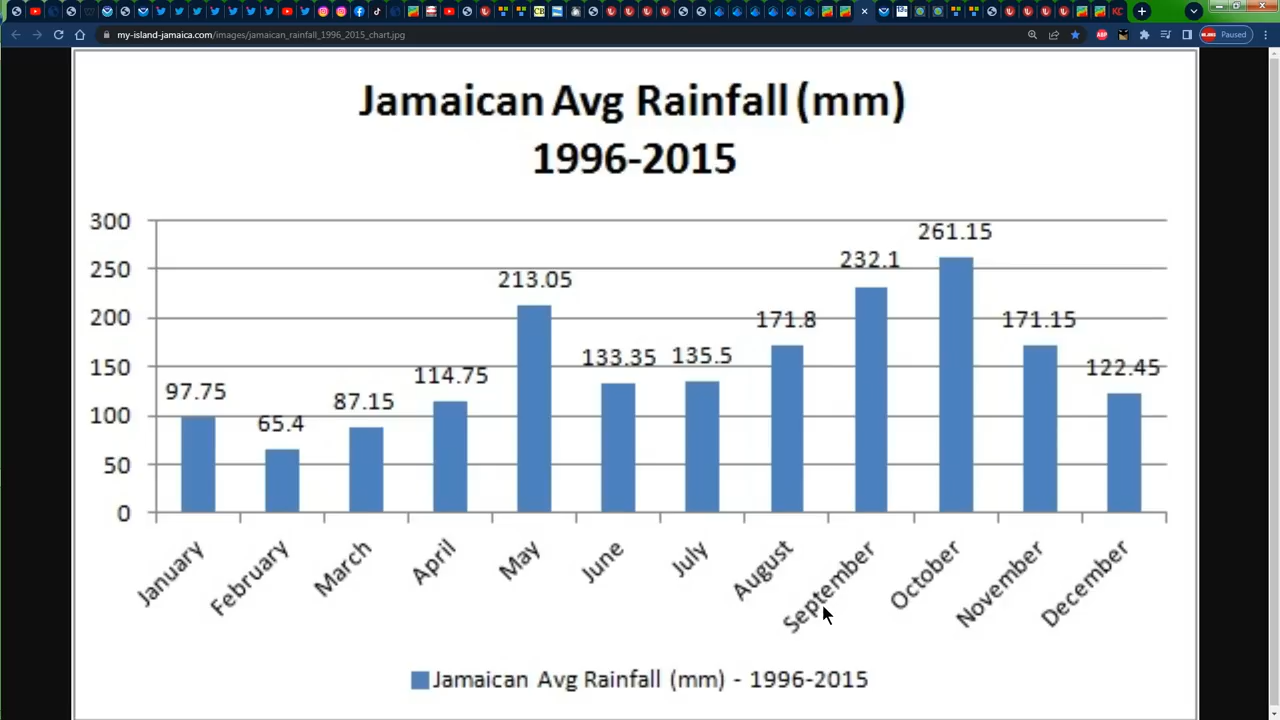 my-island-jamaica.com/images/jamaican_rainfall_1996_2015_chart.jpg
ABP
Paused
Jamaican Avg Rainfall (mm)
1996-2015
300
250
200
150
100
50
0
97.75
65.4
87.15
114.75
213.05
133.35
135.5
171.8
232.1
261.15
171.15
122.45
January
February
March
April
May
June
July
August
September
October
November
December
Jamaican Avg Rainfall (mm) - 1996-2015